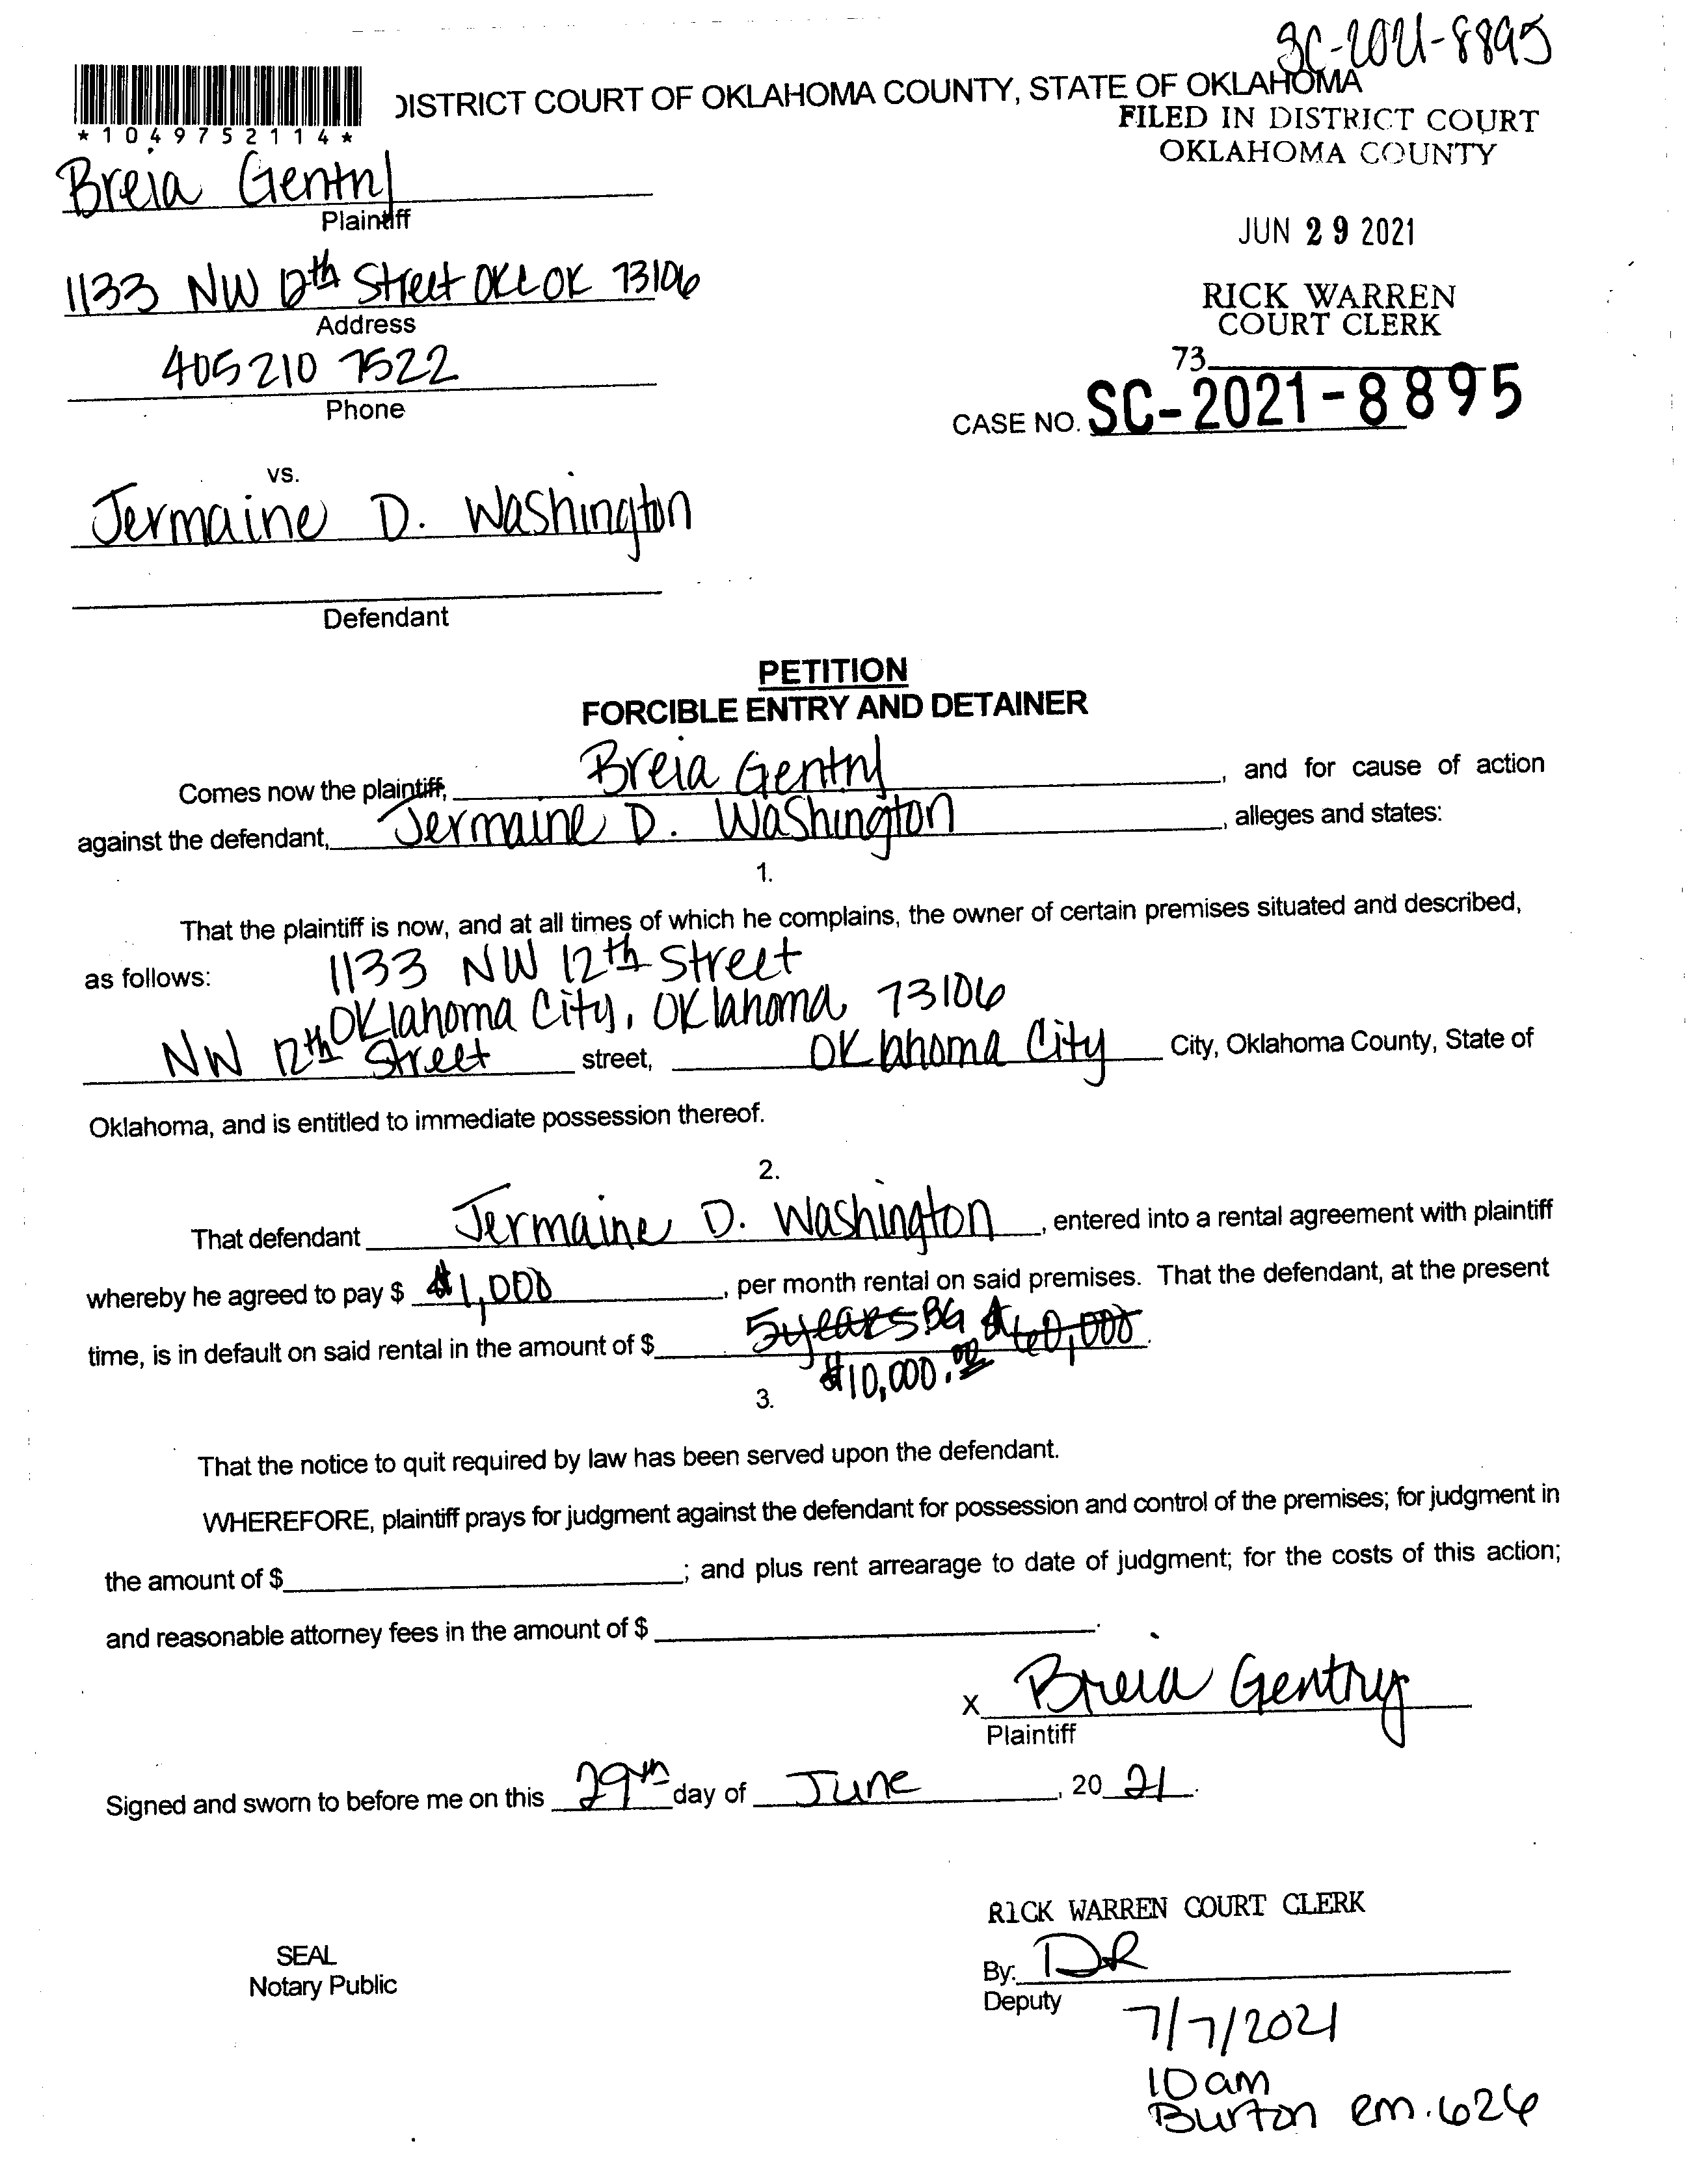 SC-2021-8895
DISTRICT COURT OF OKLAHOMA COUNTY, STATE OF OKLAHOMA
*1049752114*
FILED IN DISTRICT COURT
OKLAHOMA COUNTY
Breia Gentry
Plaintiff
JUN 29 2021
1133 NW 12th Street OKC OK 73106
Address
RICK WARREN
COURT CLERK
405 210 7522
Phone
73
CASE NO. SC-2021-8895
vs.
Jermaine D. Washington
Defendant
PETITION
FORCIBLE ENTRY AND DETAINER
Comes now the plaintiff, Breia Gentry, and for cause of action
against the defendant, Jermaine D. Washington, alleges and states:
1.
That the plaintiff is now, and at all times of which he complains, the owner of certain premises situated and described,
as follows: 1133 NW 12th Street
Oklahoma City, Oklahoma 73106
NW 12th Street street, Oklahoma City City, Oklahoma County, State of
Oklahoma, and is entitled to immediate possession thereof.
2.
That defendant Jermaine D. Washington, entered into a rental agreement with plaintiff
whereby he agreed to pay $ $1,000, per month rental on said premises. That the defendant, at the present
time, is in default on said rental in the amount of $ 5 years BG $60,000.
$10,000.00
3.
That the notice to quit required by law has been served upon the defendant.
WHEREFORE, plaintiff prays for judgment against the defendant for possession and control of the premises; for judgment in
the amount of $ ; and plus rent arrearage to date of judgment; for the costs of this action;
and reasonable attorney fees in the amount of $ .
X Breia Gentry
Plaintiff
Signed and sworn to before me on this 29th day of June, 2021.
RICK WARREN COURT CLERK
SEAL
Notary Public
By: DR
Deputy
7/7/2021
10am
Burton rm. 626